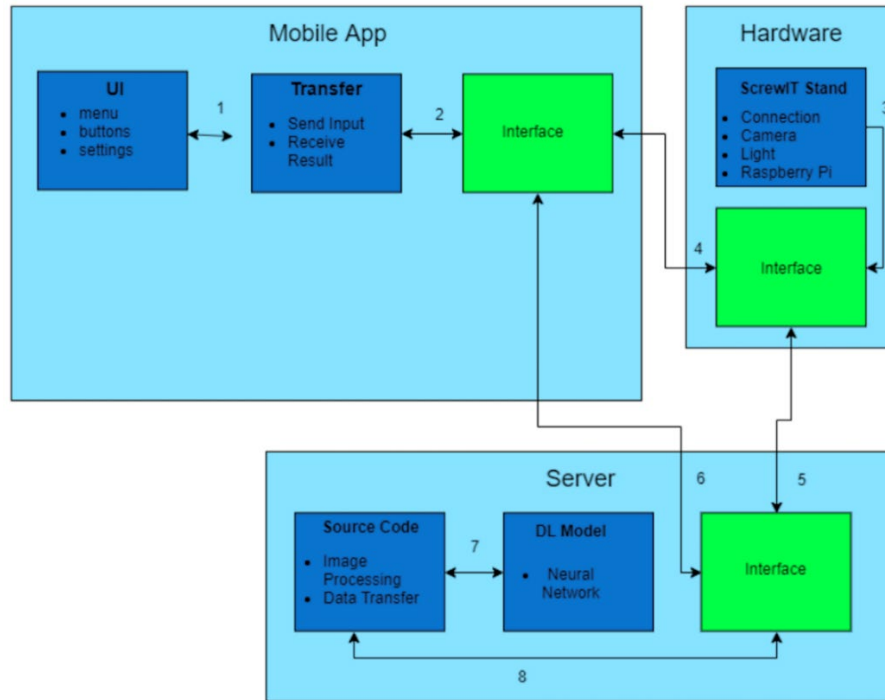 Mobile App
UI
menu
buttons
settings
1
Transfer
Send Input
Receive
Result
2
Interface
Hardware
ScrewIT Stand
Connection
Camera
Light
Raspberry Pi
3
4
Interface
Server
6
5
Source Code
Image
Processing
Data Transfer
7
DL Model
Neural
Network
Interface
8